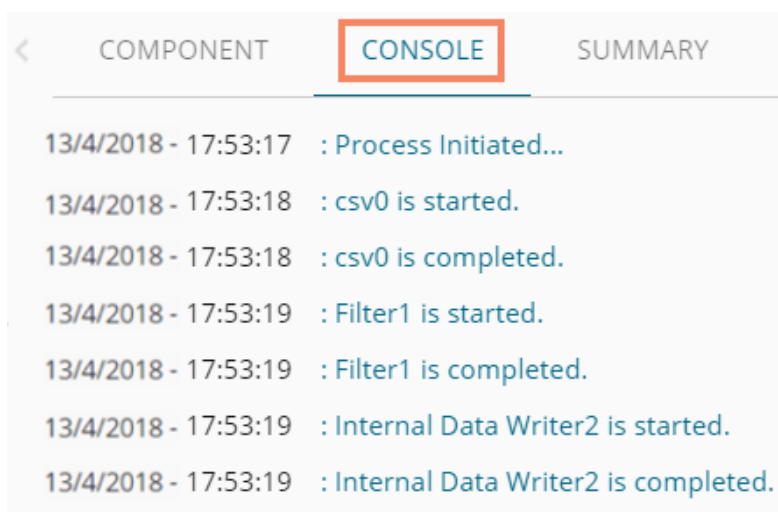 COMPONENT CONSOLE SUMMARY
13/4/2018 - 17:53:17 : Process Initiated...
13/4/2018 - 17:53:18 : csv0 is started.
13/4/2018 - 17:53:18 : csv0 is completed.
13/4/2018 - 17:53:19 : Filter1 is started.
13/4/2018 - 17:53:19 : Filter1 is completed.
13/4/2018 - 17:53:19 : Internal Data Writer2 is started.
13/4/2018 - 17:53:19 : Internal Data Writer2 is completed.